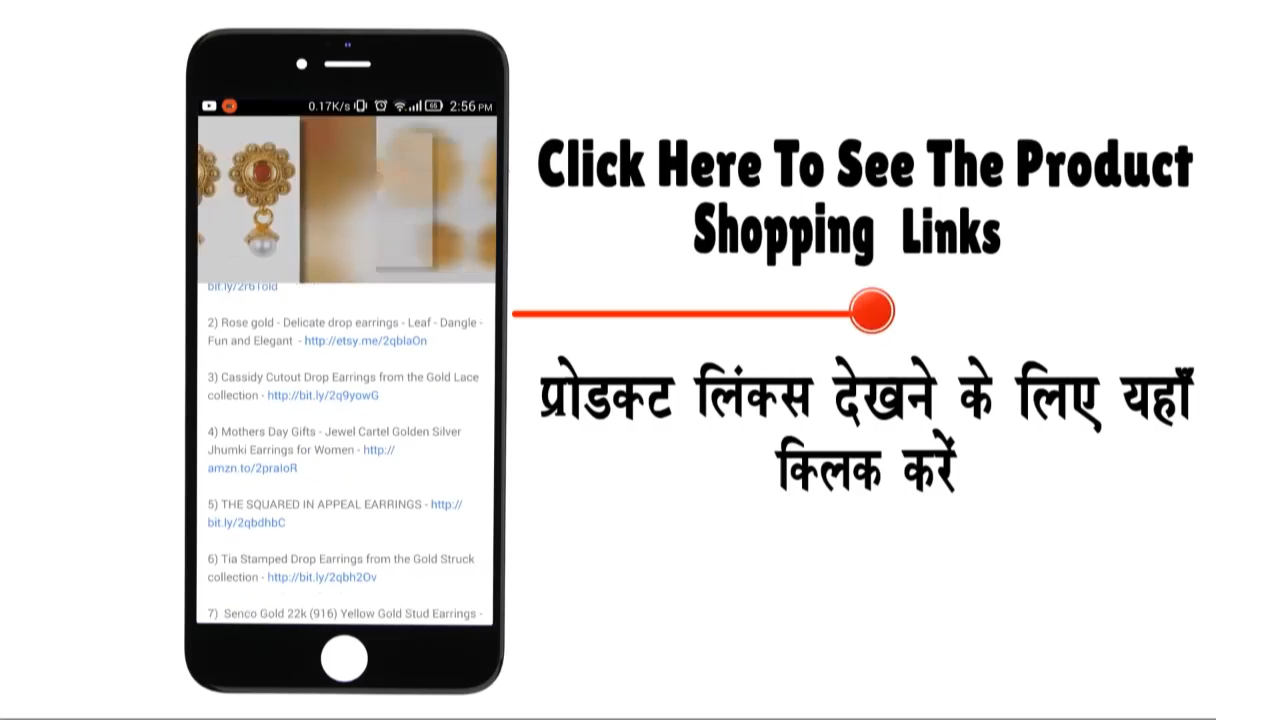 0.17K/s 65 2:56 PM
2) Rose gold - Delicate drop earrings - Leaf - Dangle -
Fun and Elegant - http://etsy.me/2qblaOn
3) Cassidy Cutout Drop Earrings from the Gold Lace
collection - http://bit.ly/2q9yowG
4) Mothers Day Gifts - Jewel Cartel Golden Silver
Jhumki Earrings for Women - http://
amzn.to/2praIoR
5) THE SQUARED IN APPEAL EARRINGS - http://
bit.ly/2qbdhbC
6) Tia Stamped Drop Earrings from the Gold Struck
collection - http://bit.ly/2qbh2Ov
7) Senco Gold 22k (916) Yellow Gold Stud Earrings -
Click Here To See The Product
Shopping Links
प्रोडक्ट लिंक्स देखने के लिए यहाँ
क्लिक करें